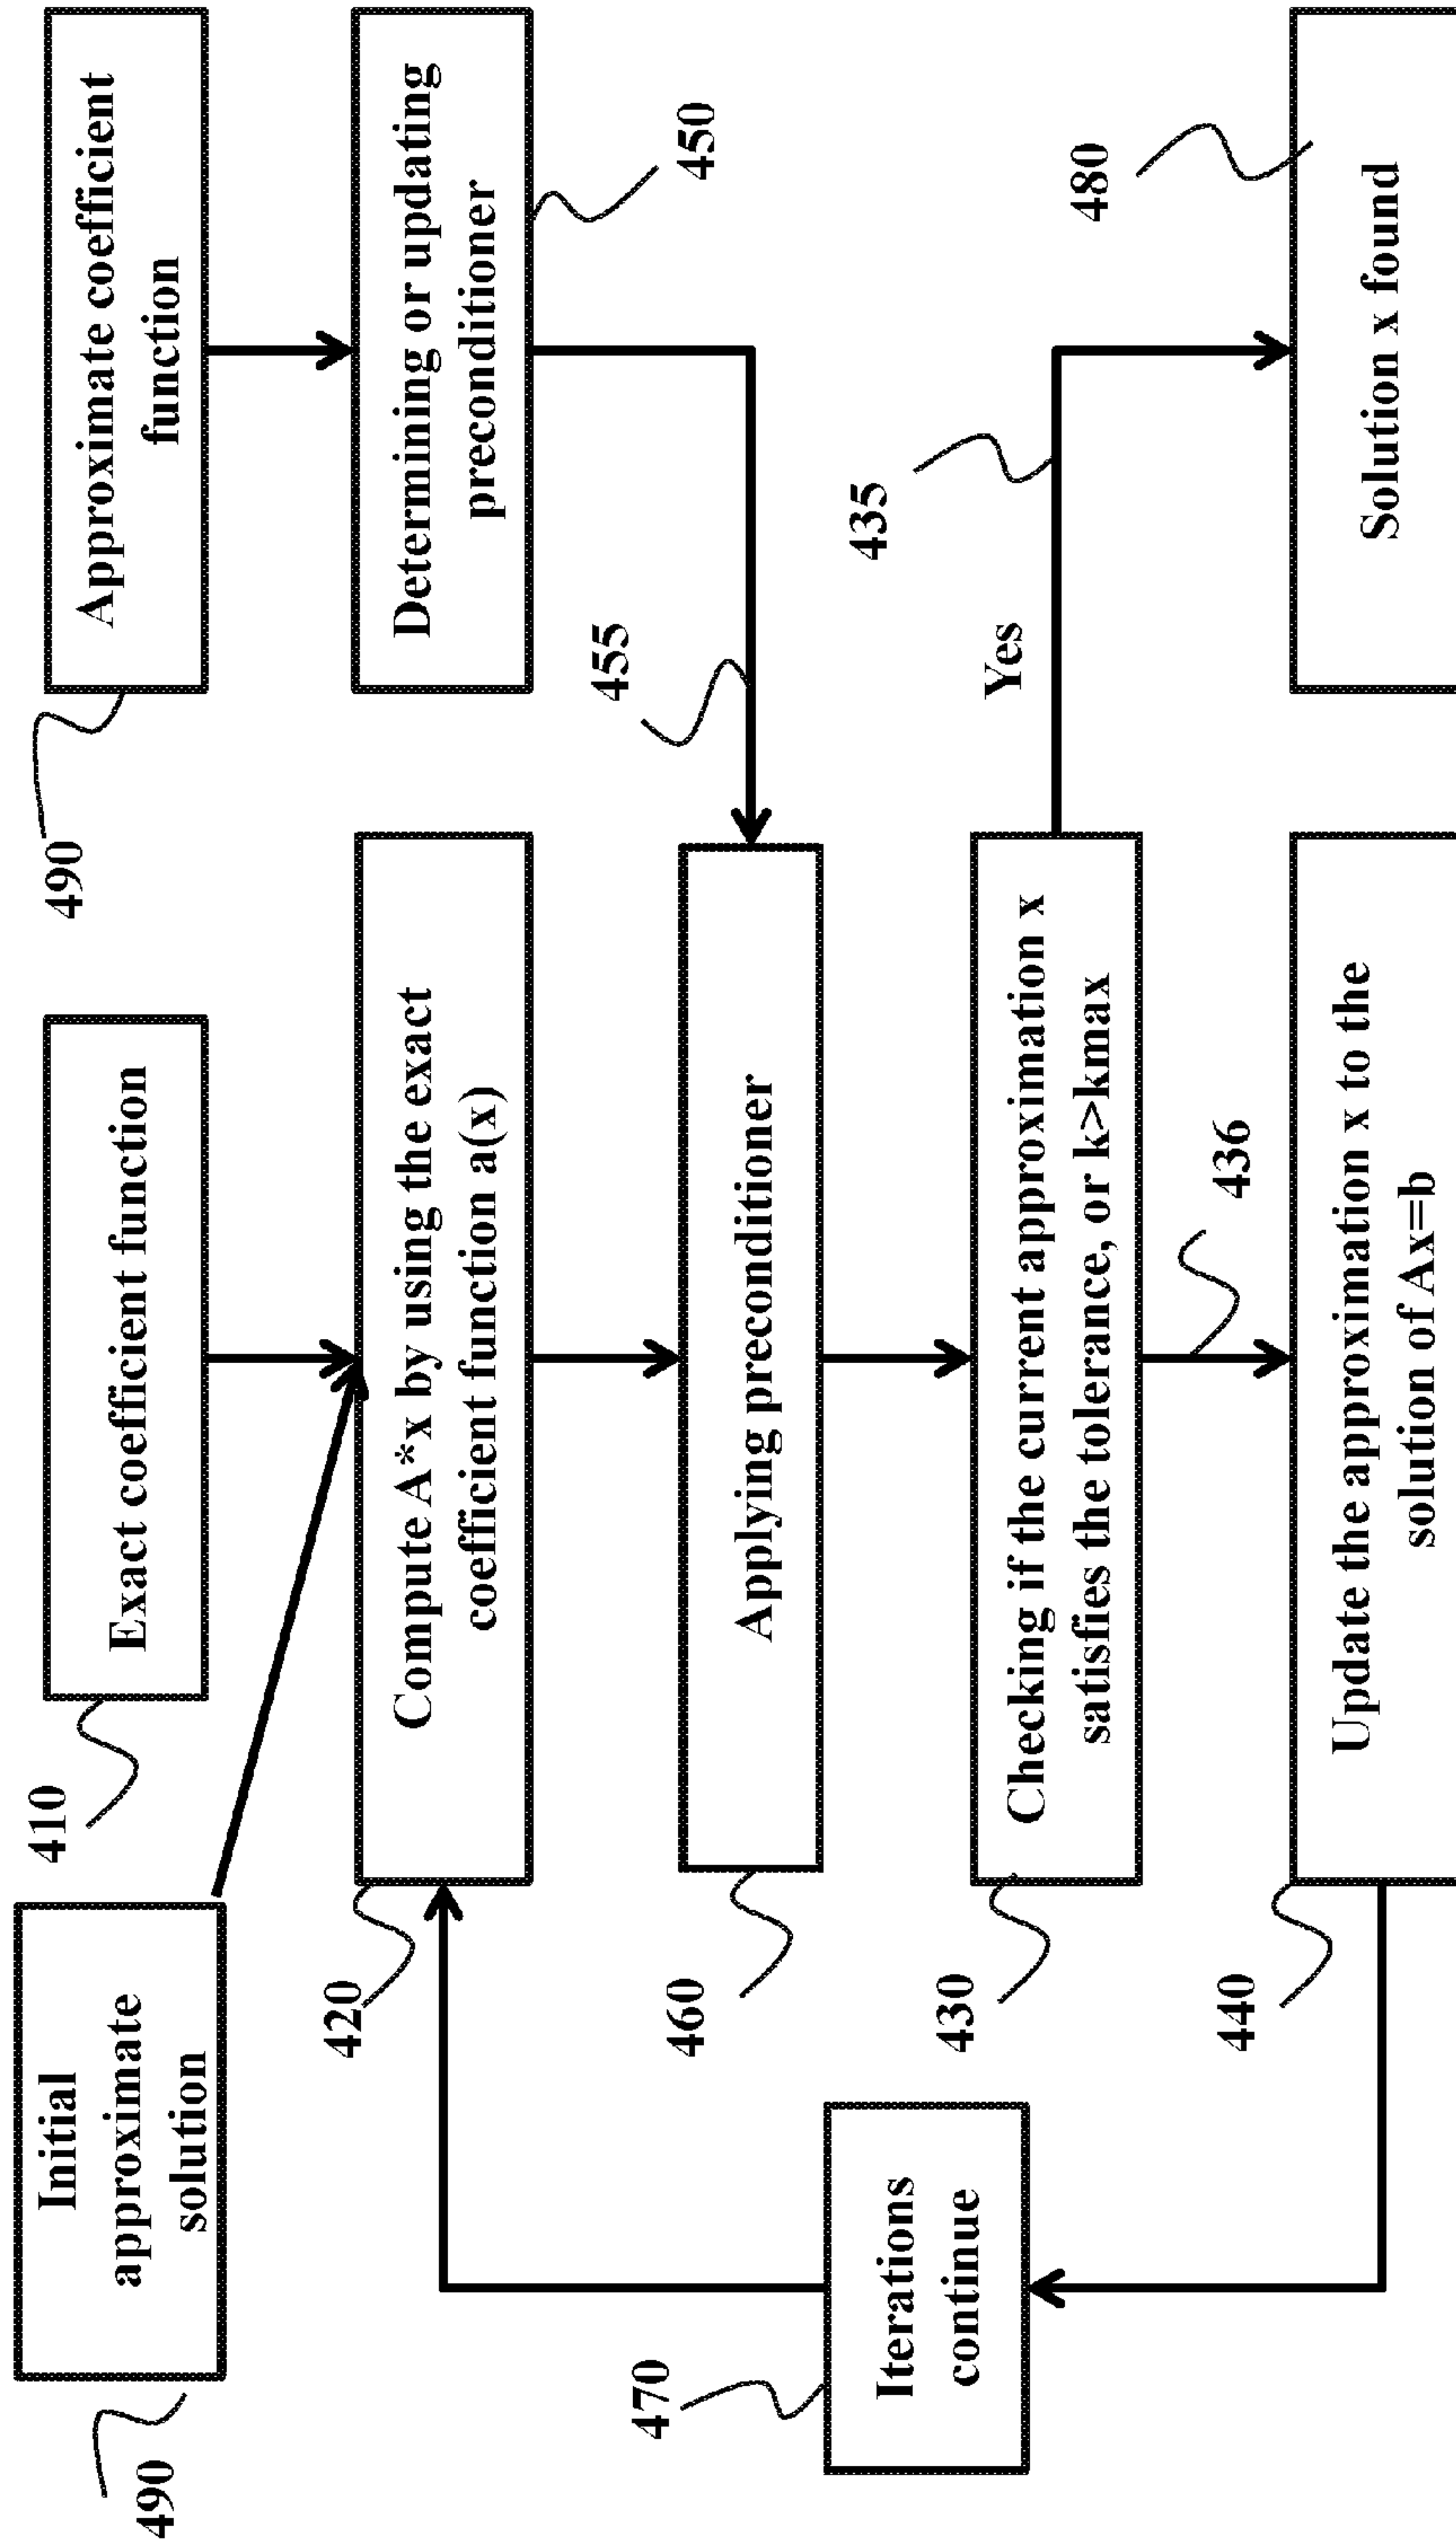 490
Initial
approximate
solution
410
Exact coefficient function
490
Approximate coefficient
function
420
Compute A*x by using the exact
coefficient function a(x)
Determining or updating
preconditioner
450
455
460
Applying preconditioner
470
Iterations
continue
430
Checking if the current approximation x
satisfies the tolerance, or k>kmax
Yes
435
436
440
Update the approximation x to the
solution of Ax=b
480
Solution x found